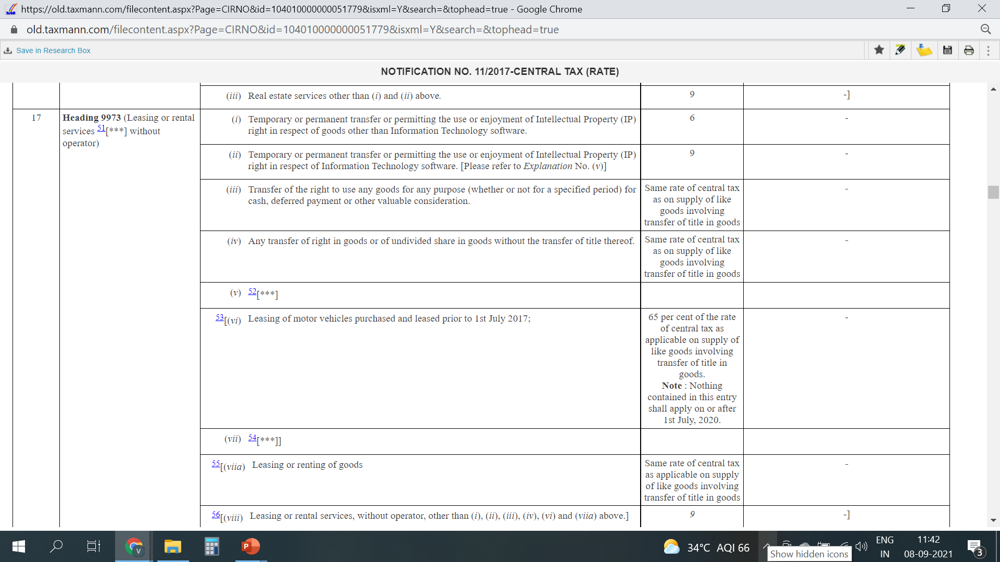 https://old.taxmann.com/filecontent.aspx?Page=CIRNO&id=104010000000051779&isxml=Y&search=&tophead=true - Google Chrome
old.taxmann.com/filecontent.aspx?Page=CIRNO&id=104010000000051779&isxml=Y&search=&tophead=true
Save in Research Box
NOTIFICATION NO. 11/2017-CENTRAL TAX (RATE)
(iii) Real estate services other than (i) and (ii) above. 9 -]
17 Heading 9973 (Leasing or rental
services 51[***] without
operator)
(i) Temporary or permanent transfer or permitting the use or enjoyment of Intellectual Property (IP)
right in respect of goods other than Information Technology software.
6 -
(ii) Temporary or permanent transfer or permitting the use or enjoyment of Intellectual Property (IP)
right in respect of Information Technology software. [Please refer to Explanation No. (v)]
9 -
(iii) Transfer of the right to use any goods for any purpose (whether or not for a specified period) for
cash, deferred payment or other valuable consideration.
Same rate of central tax
as on supply of like
goods involving
transfer of title in goods
-
(iv) Any transfer of right in goods or of undivided share in goods without the transfer of title thereof.
Same rate of central tax
as on supply of like
goods involving
transfer of title in goods
-
(v) 52[***]
53[(vi) Leasing of motor vehicles purchased and leased prior to 1st July 2017;
65 per cent of the rate
of central tax as
applicable on supply of
like goods involving
transfer of title in
goods.
Note : Nothing
contained in this entry
shall apply on or after
1st July, 2020.
-
(vii) 54[***]]
55[(viia) Leasing or renting of goods
Same rate of central tax
as applicable on supply
of like goods involving
transfer of title in goods
-
56[(viii) Leasing or rental services, without operator, other than (i), (ii), (iii), (iv), (vi) and (viia) above.]
9 -]
34°C AQI 66
Show hidden icons
ENG
IN
11:42
08-09-2021
3